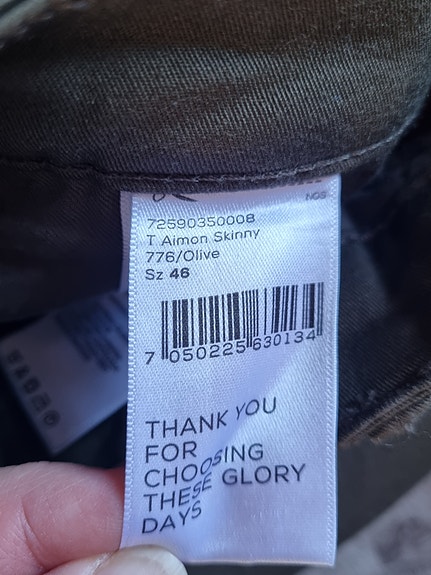 NOS
72590350008
T Aimon Skinny
776/Olive
Sz 46
7 050225 630134
THANK YOU
FOR
CHOOSING
THESE GLORY
DAYS